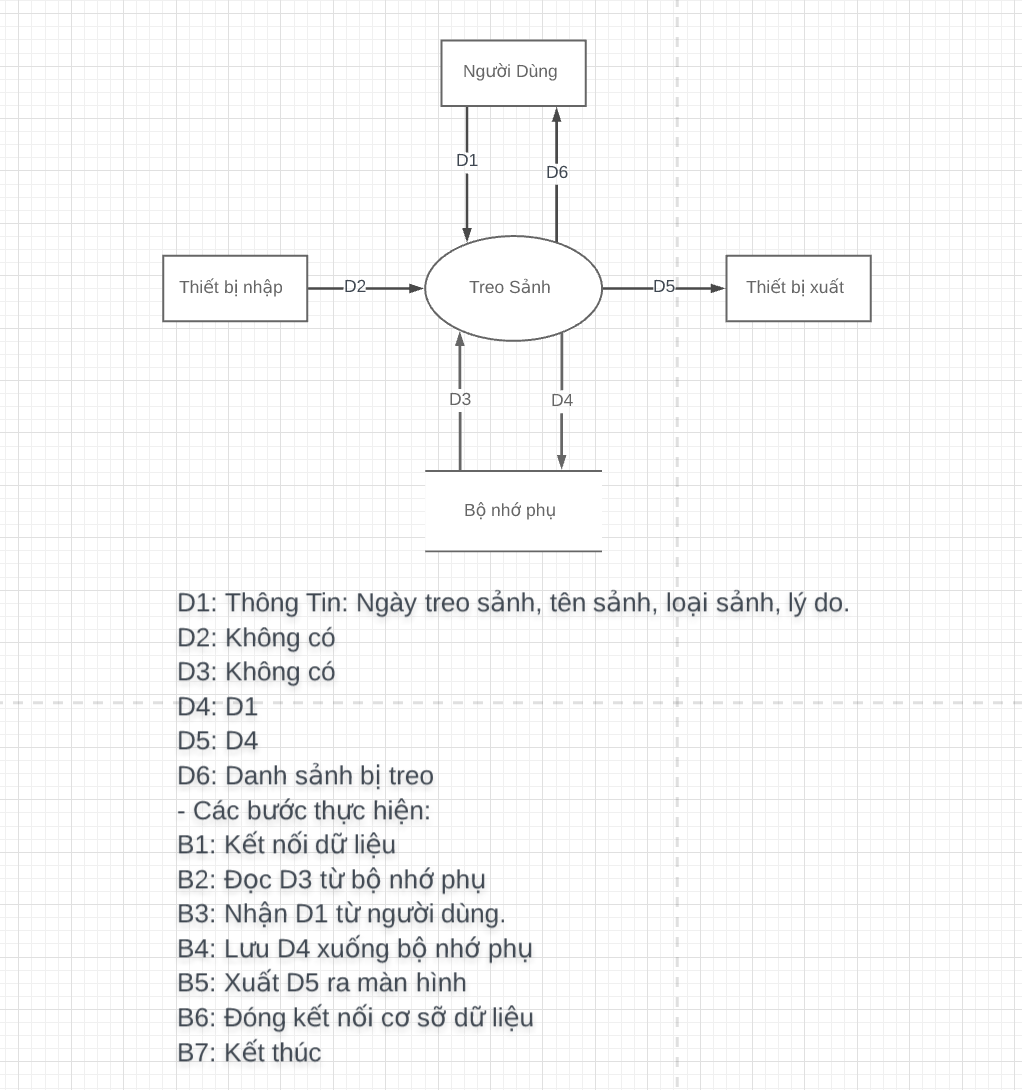 Người Dùng
D1
D6
Thiết bị nhập
D2
Treo Sảnh
D5
Thiết bị xuất
D3
D4
Bộ nhớ phụ
D1: Thông Tin: Ngày treo sảnh, tên sảnh, loại sảnh, lý do.
D2: Không có
D3: Không có
D4: D1
D5: D4
D6: Danh sảnh bị treo
- Các bước thực hiện:
B1: Kết nối dữ liệu
B2: Đọc D3 từ bộ nhớ phụ
B3: Nhận D1 từ người dùng.
B4: Lưu D4 xuống bộ nhớ phụ
B5: Xuất D5 ra màn hình
B6: Đóng kết nối cơ sỡ dữ liệu
B7: Kết thúc